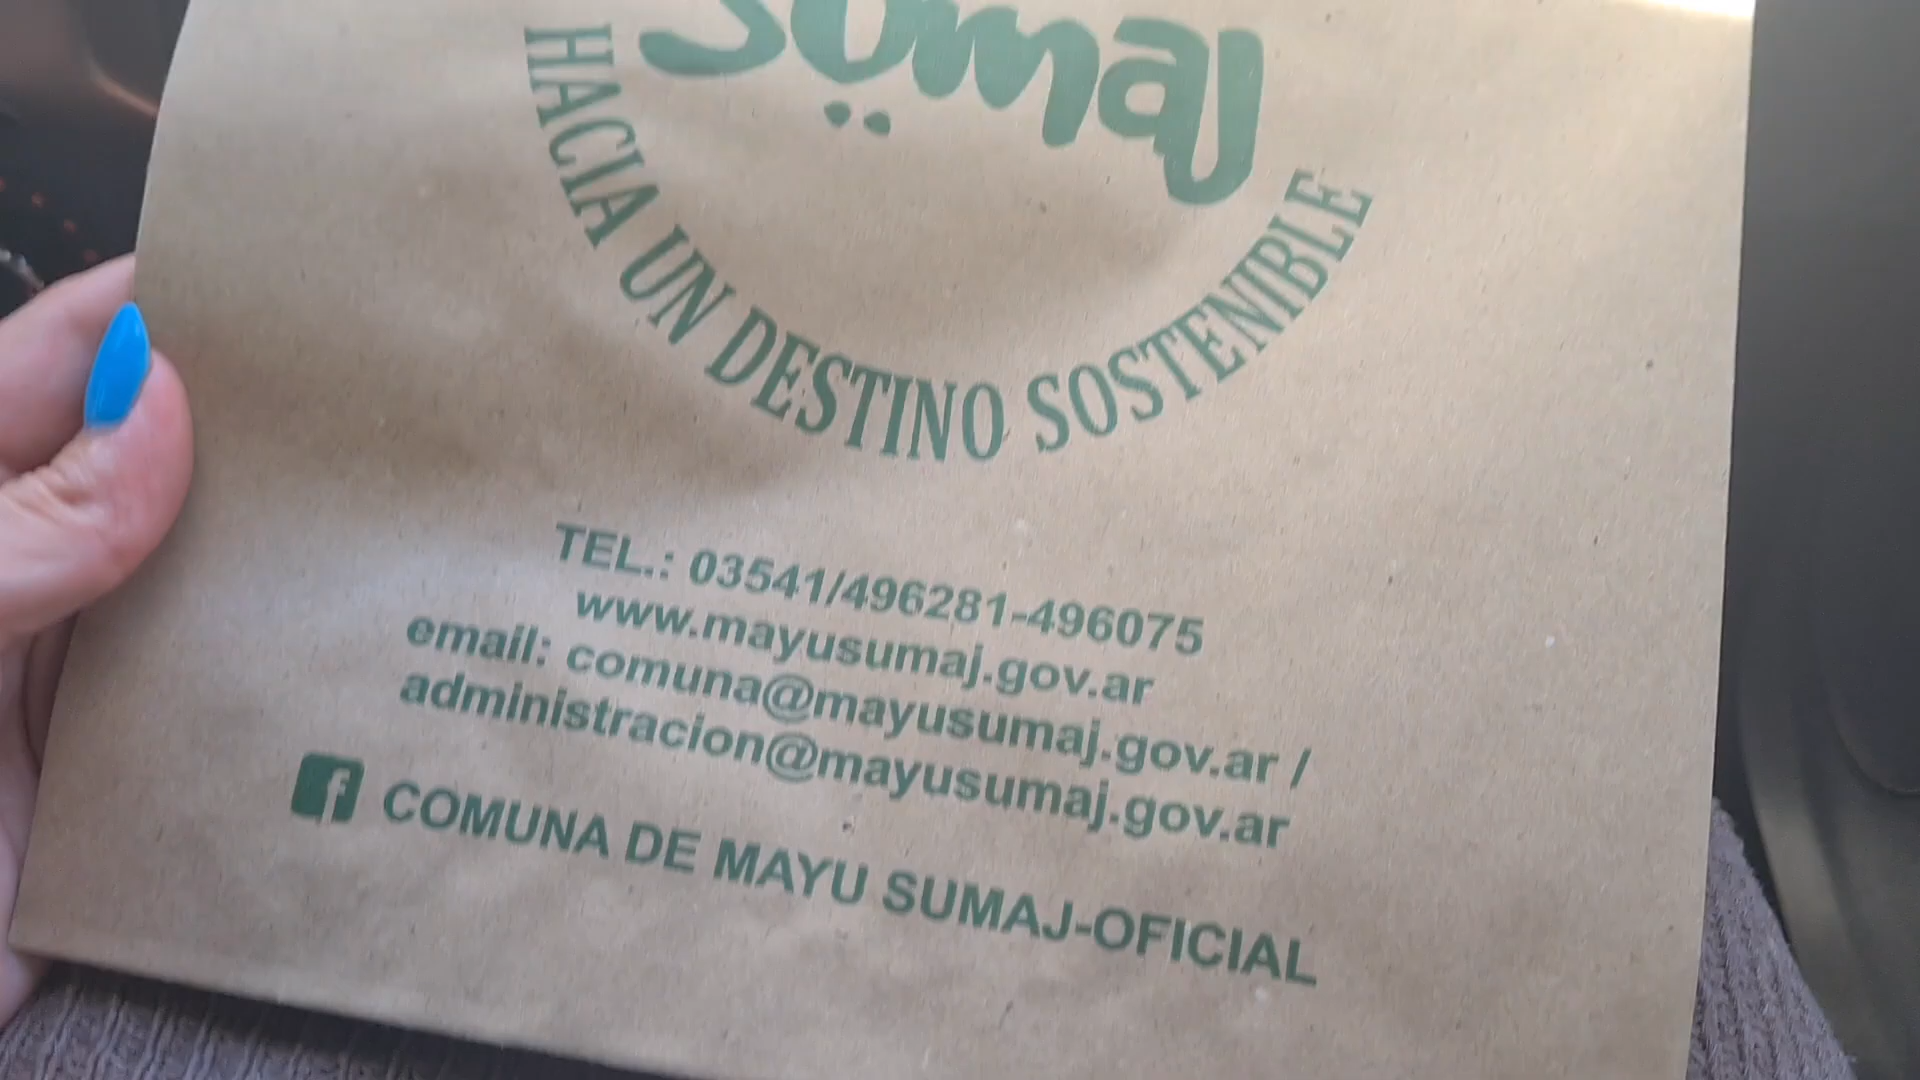 sumaj
HACIA UN DESTINO SOSTENIBLE
TEL.: 03541/496281-496075
www.mayusumaj.gov.ar
email: comuna@mayusumaj.gov.ar /
administracion@mayusumaj.gov.ar
f COMUNA DE MAYU SUMAJ-OFICIAL